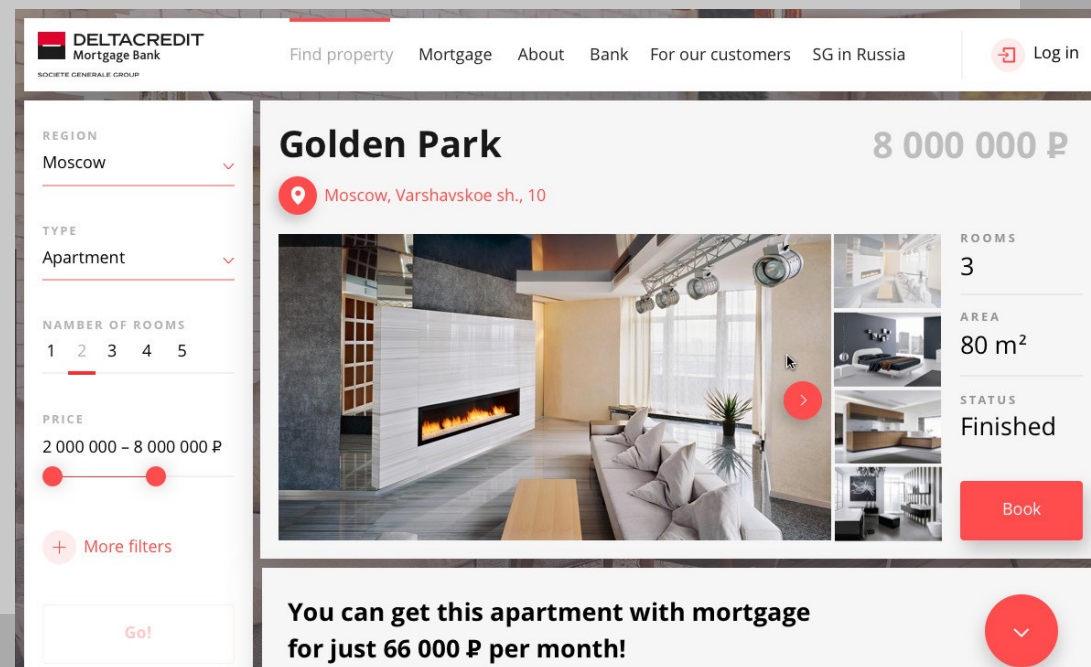 DELTACREDIT
Mortgage Bank
SOCIETE GENERALE GROUP
Find property Mortgage About Bank For our customers SG in Russia Log in
REGION
Moscow
TYPE
Apartment
NAMBER OF ROOMS
1 2 3 4 5
PRICE
2 000 000 – 8 000 000 ₽
More filters
Go!
Golden Park 8 000 000 ₽
Moscow, Varshavskoe sh., 10
ROOMS
3
AREA
80 m²
STATUS
Finished
Book
You can get this apartment with mortgage
for just 66 000 ₽ per month!